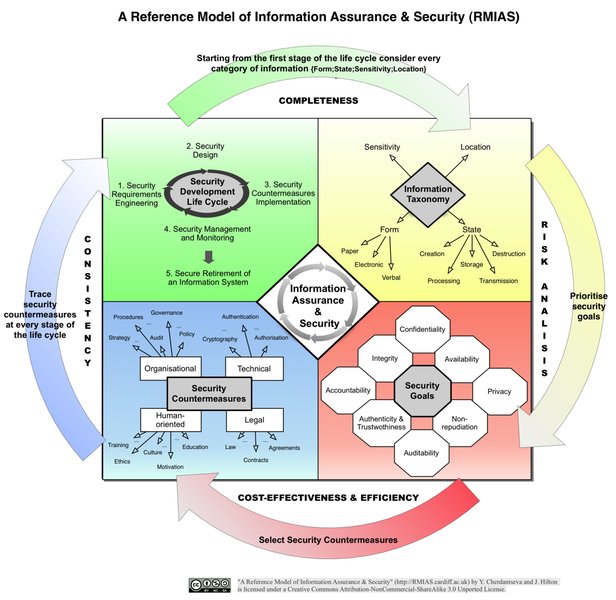 A Reference Model of Information Assurance & Security (RMIAS)
Starting from the first stage of the life cycle consider every
category of information {Form;State;Sensitivity;Location}
COMPLETENESS
2. Security
Design
1. Security
Requirements
Engineering
Security
Development
Life Cycle
3. Security
Countermeasures
Implementation
4. Security Management
and Monitoring
5. Secure Retirement of
an Information System
Sensitivity
Location
Information
Taxonomy
Form
State
Paper
Electronic
Verbal
Creation
Processing
Storage
Transmission
Destruction
CONSISTENCY
RISK ANALISIS
Trace
security
countermeasures
at every stage of
the life cycle
Prioritise
security
goals
Information
Assurance
&
Security
Governance
Procedures
...
...
Strategy
Audit
Policy
Authentication
...
...
Cryptography
Authorisation
Organisational
Technical
Security
Countermeasures
Human-
oriented
Legal
Training
...
Culture
...
Education
Ethics
Motivation
Law
...
...
Agreements
Contracts
Confidentiality
Integrity
Availability
Accountability
Security
Goals
Privacy
Authenticity &
Trustwothiness
Non-
repudiation
Auditability
COST-EFFECTIVENESS & EFFICIENCY
Select Security Countermeasures
CC BY NC SA
"A Reference Model of Information Assurance & Security" (http://RMIAS.cardiff.ac.uk) by Y. Cherdantseva and J. Hilton
is licensed under a Creative Commons Attribution-NonCommercial-ShareAlike 3.0 Unported License.